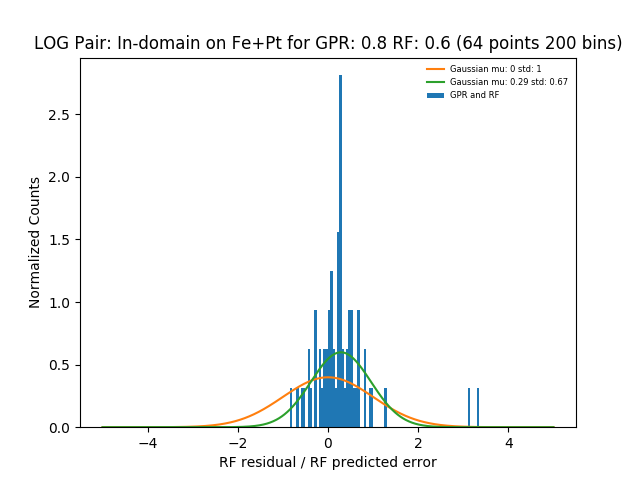 LOG Pair: In-domain on Fe+Pt for GPR: 0.8 RF: 0.6 (64 points 200 bins)
Gaussian mu: 0 std: 1
Gaussian mu: 0.29 std: 0.67
GPR and RF
Normalized Counts
2.5
2.0
1.5
1.0
0.5
0.0
−4 −2 0 2 4
RF residual / RF predicted error